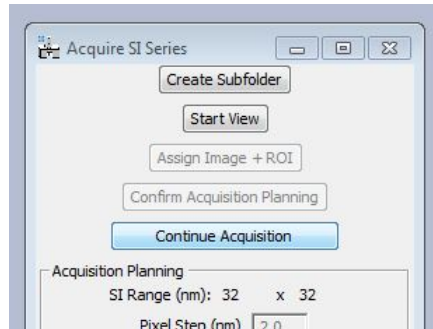 Acquire SI Series
Create Subfolder
Start View
Assign Image + ROI
Confirm Acquisition Planning
Continue Acquisition
Acquisition Planning
SI Range (nm): 32 x 32
Pixel Step (nm) 2.0